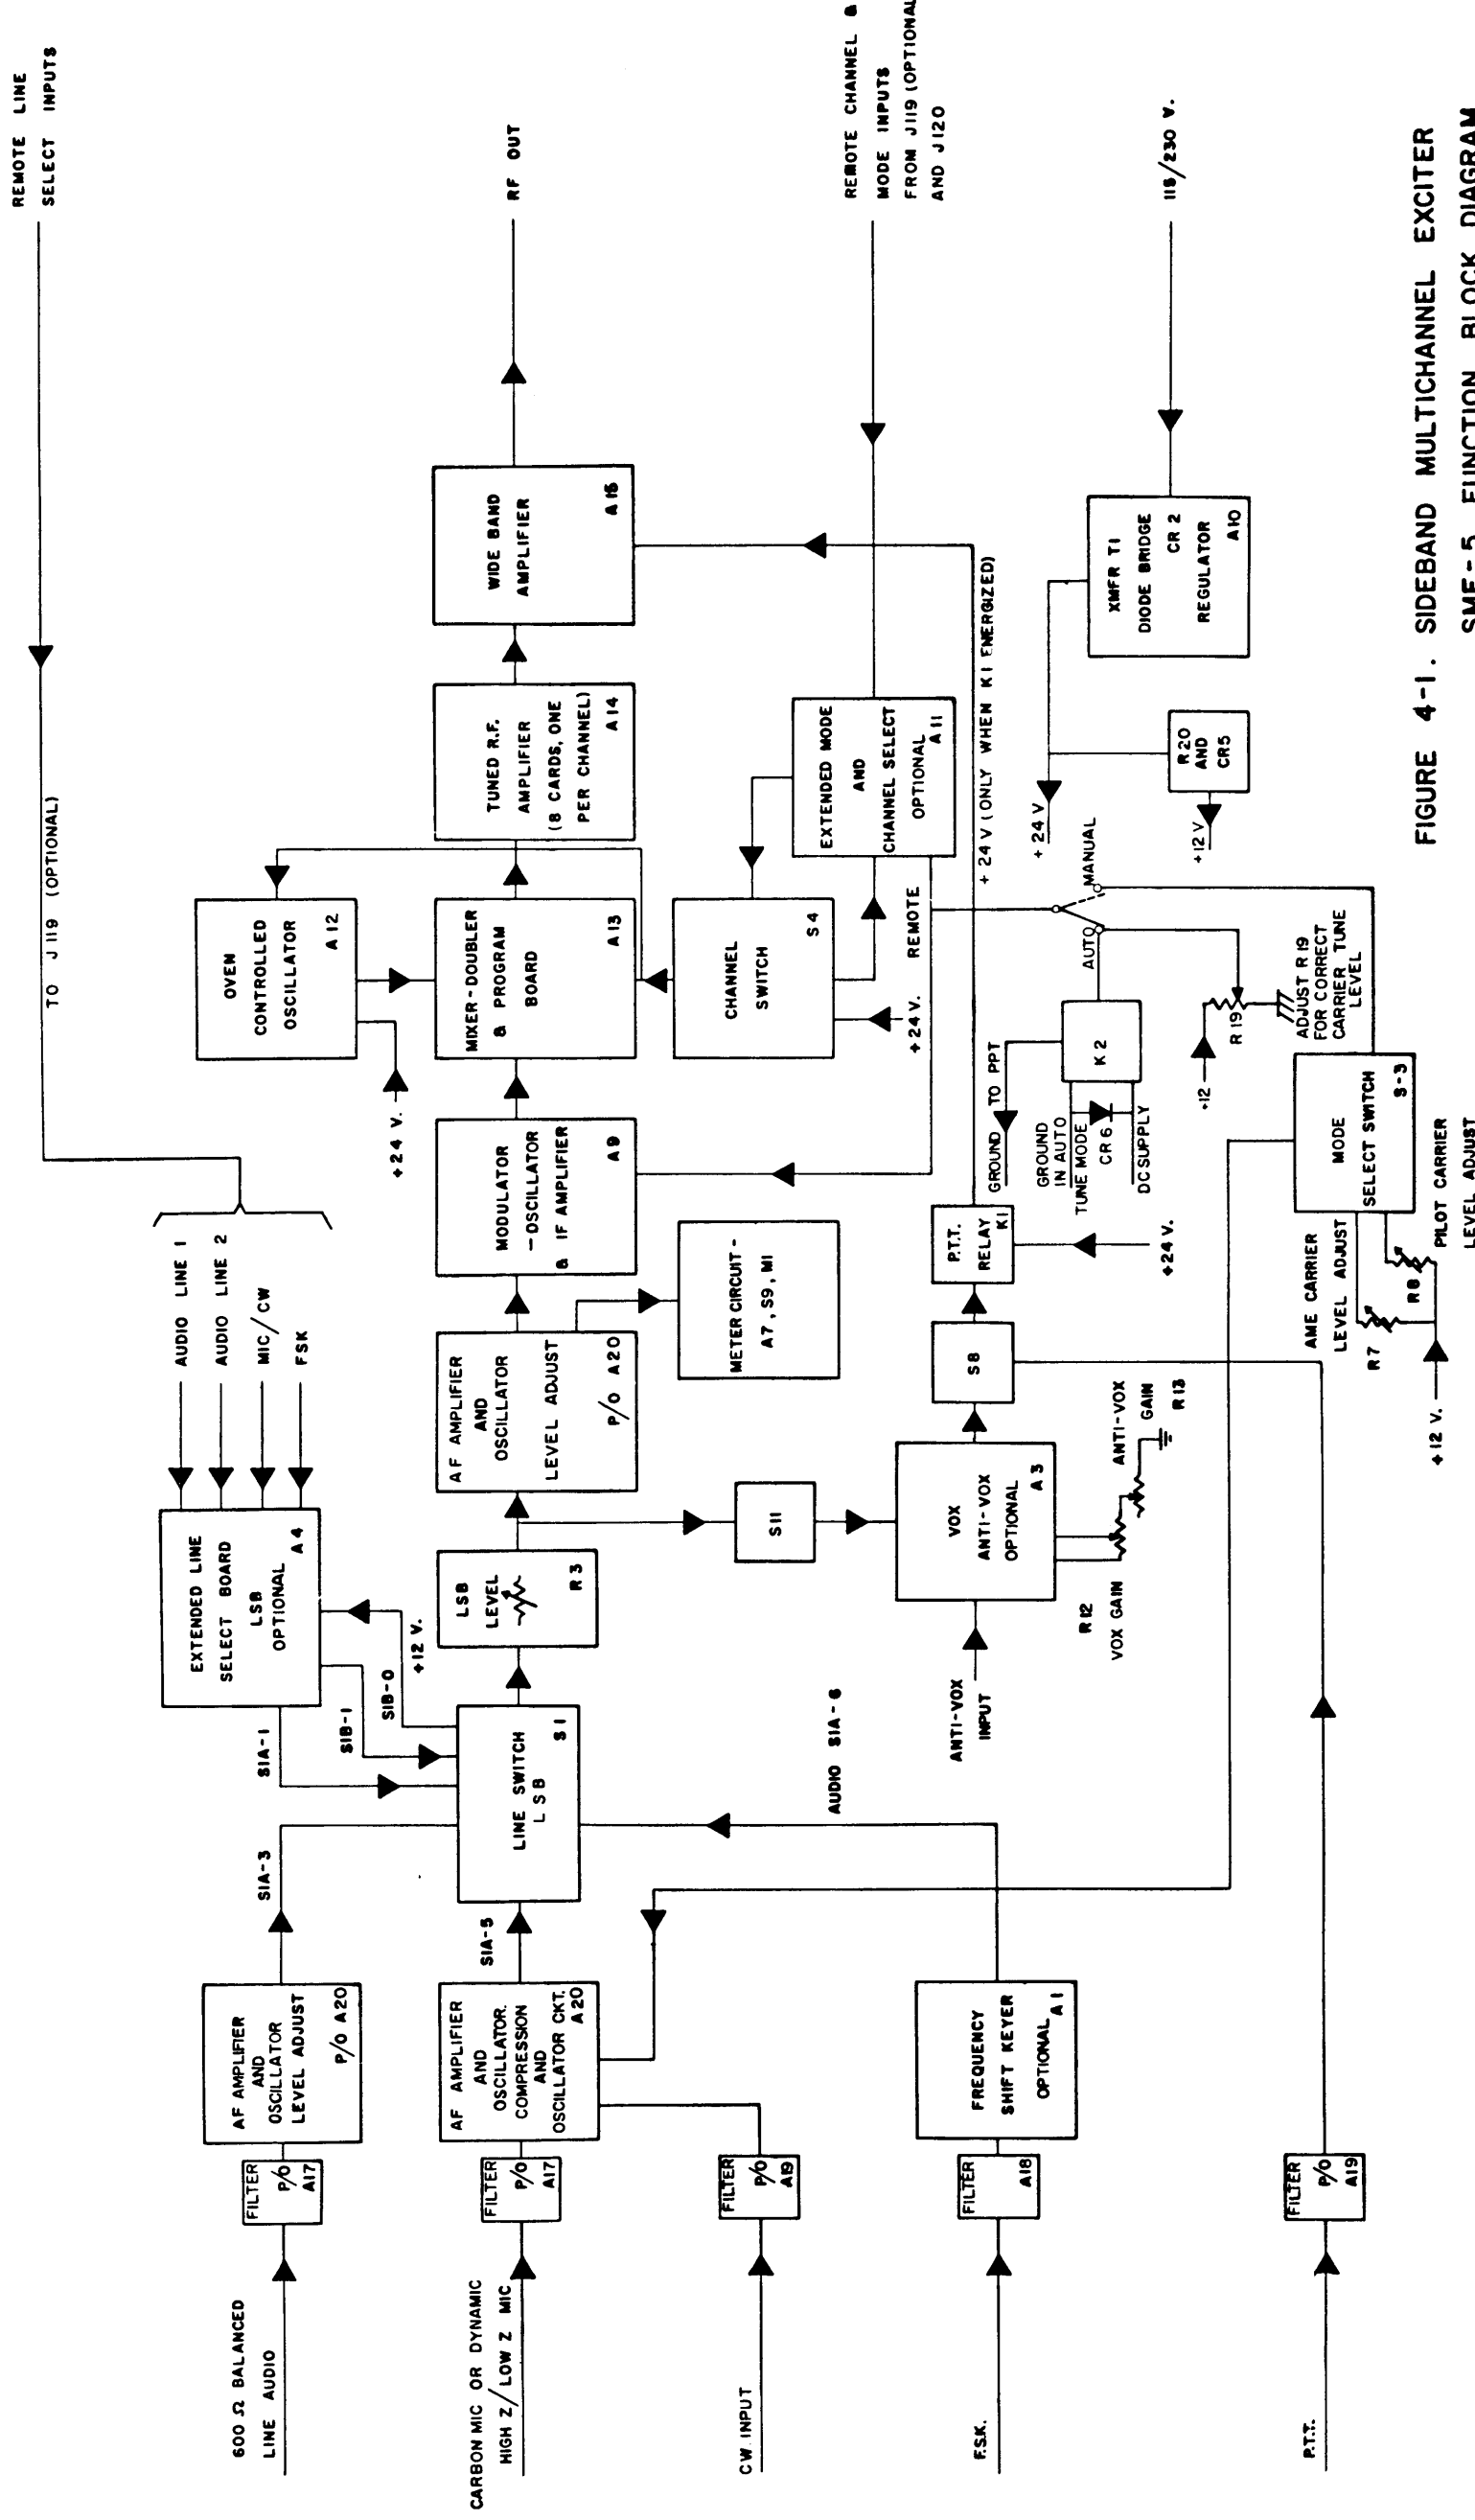 REMOTE LINE
SELECT INPUTS
TO J119 (OPTIONAL)
AUDIO LINE 1
AUDIO LINE 2
MIC/CW
FSK
EXTENDED LINE
SELECT BOARD
LSB
OPTIONAL
A4
S1A-1
S1B-1
S1B-0
+12 V.
S1A-3
600 Ω BALANCED
LINE AUDIO
FILTER
P/O
A17
AF AMPLIFIER
AND
OSCILLATOR
LEVEL ADJUST
P/O A20
CARBON MIC OR DYNAMIC
HIGH Z/LOW Z MIC
FILTER
P/O
A17
AF AMPLIFIER
AND
OSCILLATOR.
COMPRESSION
AND
OSCILLATOR CKT.
A20
S1A-5
LINE SWITCH
LSB
S1
LSB
LEVEL
R3
AF AMPLIFIER
AND
OSCILLATOR
LEVEL ADJUST
P/O A20
METER CIRCUIT-
A7, S9, M1
MODULATOR
-OSCILLATOR
& IF AMPLIFIER
A9
OVEN
CONTROLLED
OSCILLATOR
A12
+24 V.
MIXER-DOUBLER
& PROGRAM
BOARD
A13
TUNED R.F.
AMPLIFIER
(8 CARDS, ONE
PER CHANNEL)
A14
WIDE BAND
AMPLIFIER
A15
RF OUT
CHANNEL
SWITCH
S4
+24V.
REMOTE
EXTENDED MODE
AND
CHANNEL SELECT
OPTIONAL
A11
REMOTE CHANNEL &
MODE INPUTS
FROM J119 (OPTIONAL
AND J120
CW INPUT
FILTER
P/O
A19
S11
AUDIO S1A-6
ANTI-VOX
INPUT
VOX
ANTI-VOX
OPTIONAL
A3
R12
VOX GAIN
ANTI-VOX
GAIN
R13
S8
P.T.T.
RELAY
K1
+24V.
+24 V (ONLY WHEN K1 ENERGIZED)
F.S.K.
FILTER
A18
FREQUENCY
SHIFT KEYER
OPTIONAL
A1
GROUND TO PPT
GROUND
IN AUTO
TUNE MODE
CR6
DC SUPPLY
K2
AUTO
MANUAL
+24 V
+12V
R20
AND
CR5
XMFR T1
DIODE BRIDGE
CR 2
REGULATOR
A10
115/230 V.
+12
R19
ADJUST R19
FOR CORRECT
CARRIER TUNE
LEVEL
P.T.T.
FILTER
P/O
A19
MODE
SELECT SWITCH
S-3
AME CARRIER
LEVEL ADJUST
R7
R8
PILOT CARRIER
LEVEL ADJUST
+12 V.
FIGURE 4-1. SIDEBAND MULTICHANNEL EXCITER
SME-5 FUNCTION BLOCK DIAGRAM